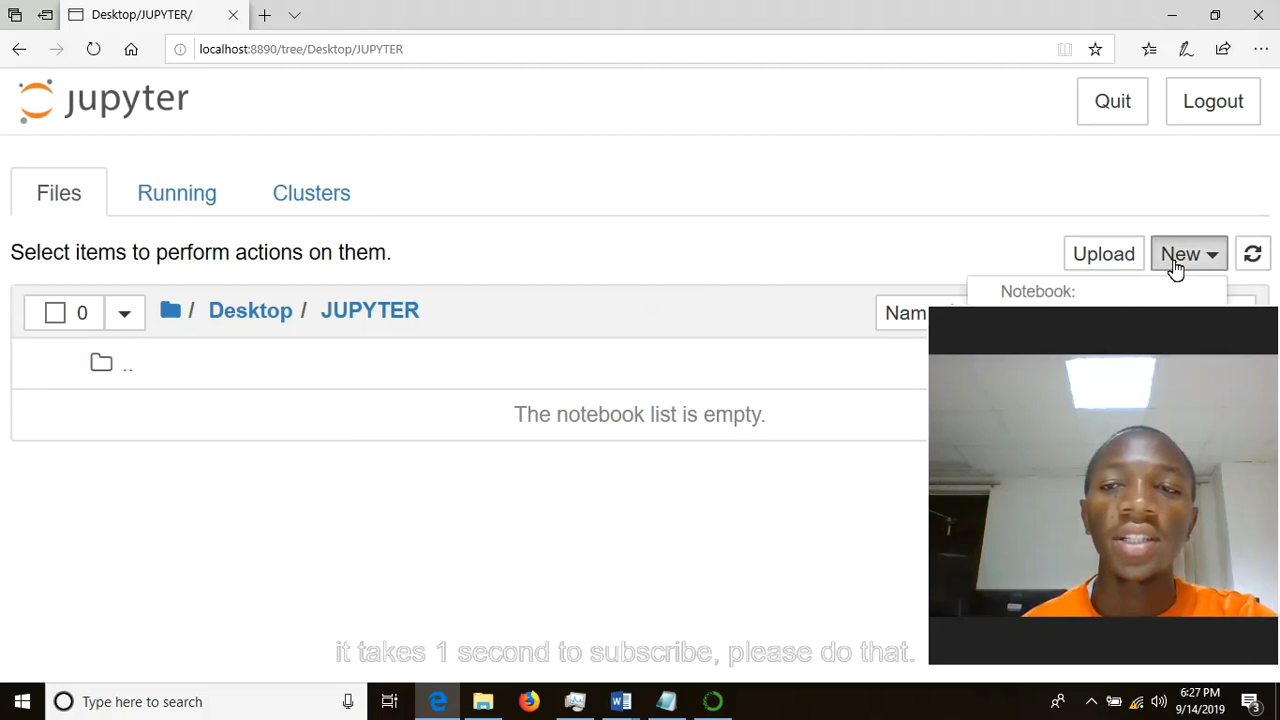 Desktop/JUPYTER/
localhost:8890/tree/Desktop/JUPYTER
jupyter
Quit
Logout
Files
Running
Clusters
Select items to perform actions on them.
Upload
New
Notebook:
0
/ Desktop / JUPYTER
Nam
..
The notebook list is empty.
it takes 1 second to subscribe, please do that.
Type here to search
6:27 PM
9/14/2019
3